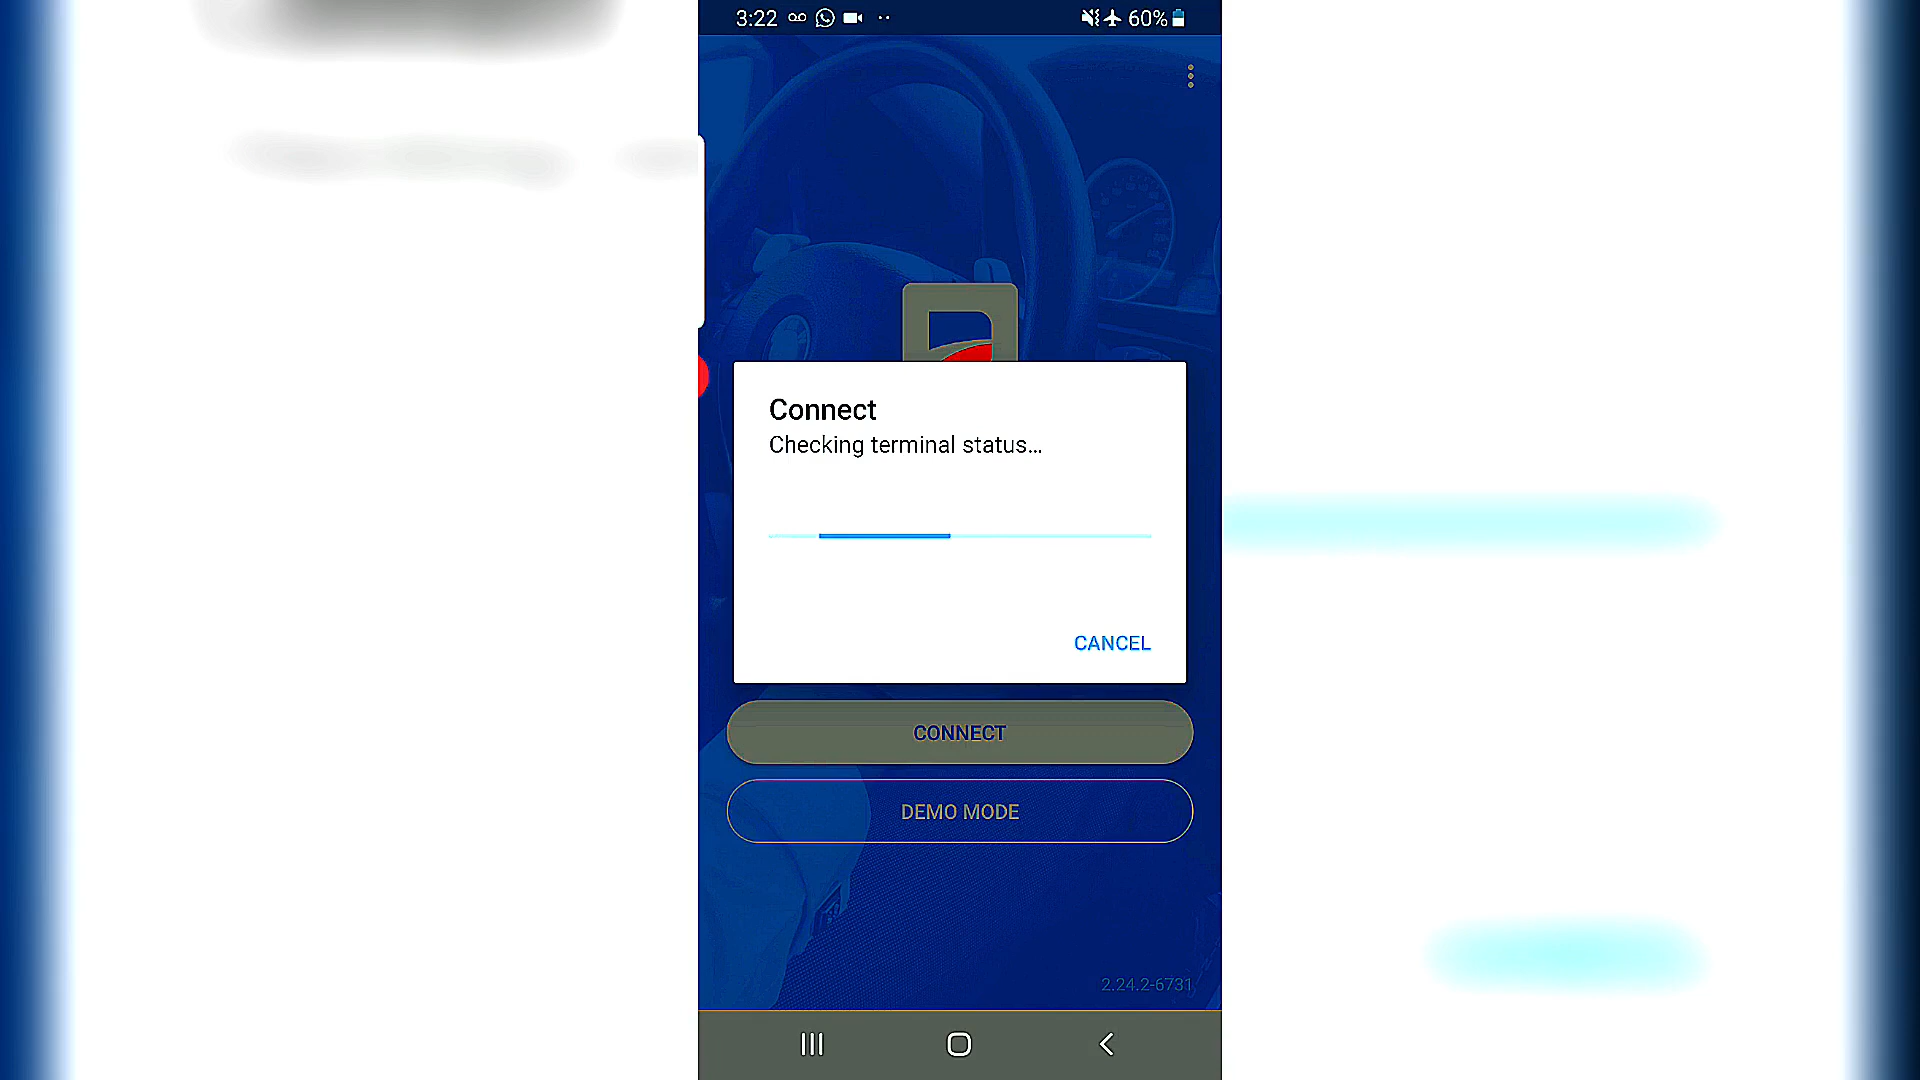 3:22
60%
Connect
Checking terminal status...
CANCEL
CONNECT
DEMO MODE
2.24.2-6731